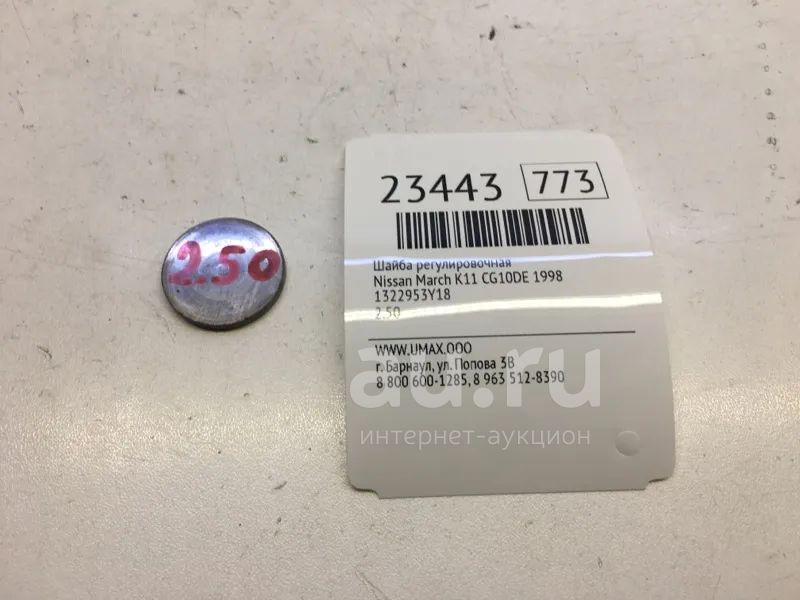 2.50
23443 773
Шайба регулировочная
Nissan March K11 CG10DE 1998
1322953Y18
2.50
WWW.UMAX.OOO
г. Барнаул, ул. Попова 3В
8 800 600-1285, 8 963 512-8390
au.ru
интернет-аукцион